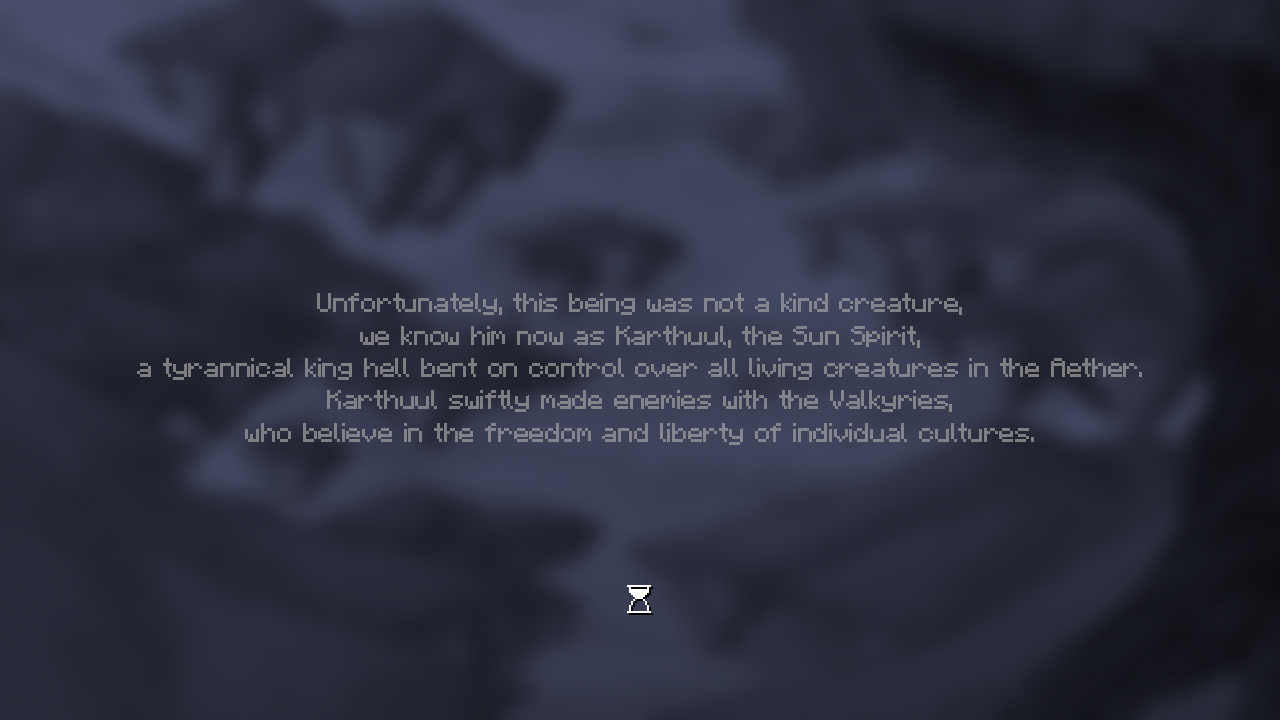 Unfortunately, this being was not a kind creature,
we know him now as Karthuul, the Sun Spirit,
a tyrannical king hell bent on control over all living creatures in the Aether.
Karthuul swiftly made enemies with the Valkyries,
who believe in the freedom and liberty of individual cultures.